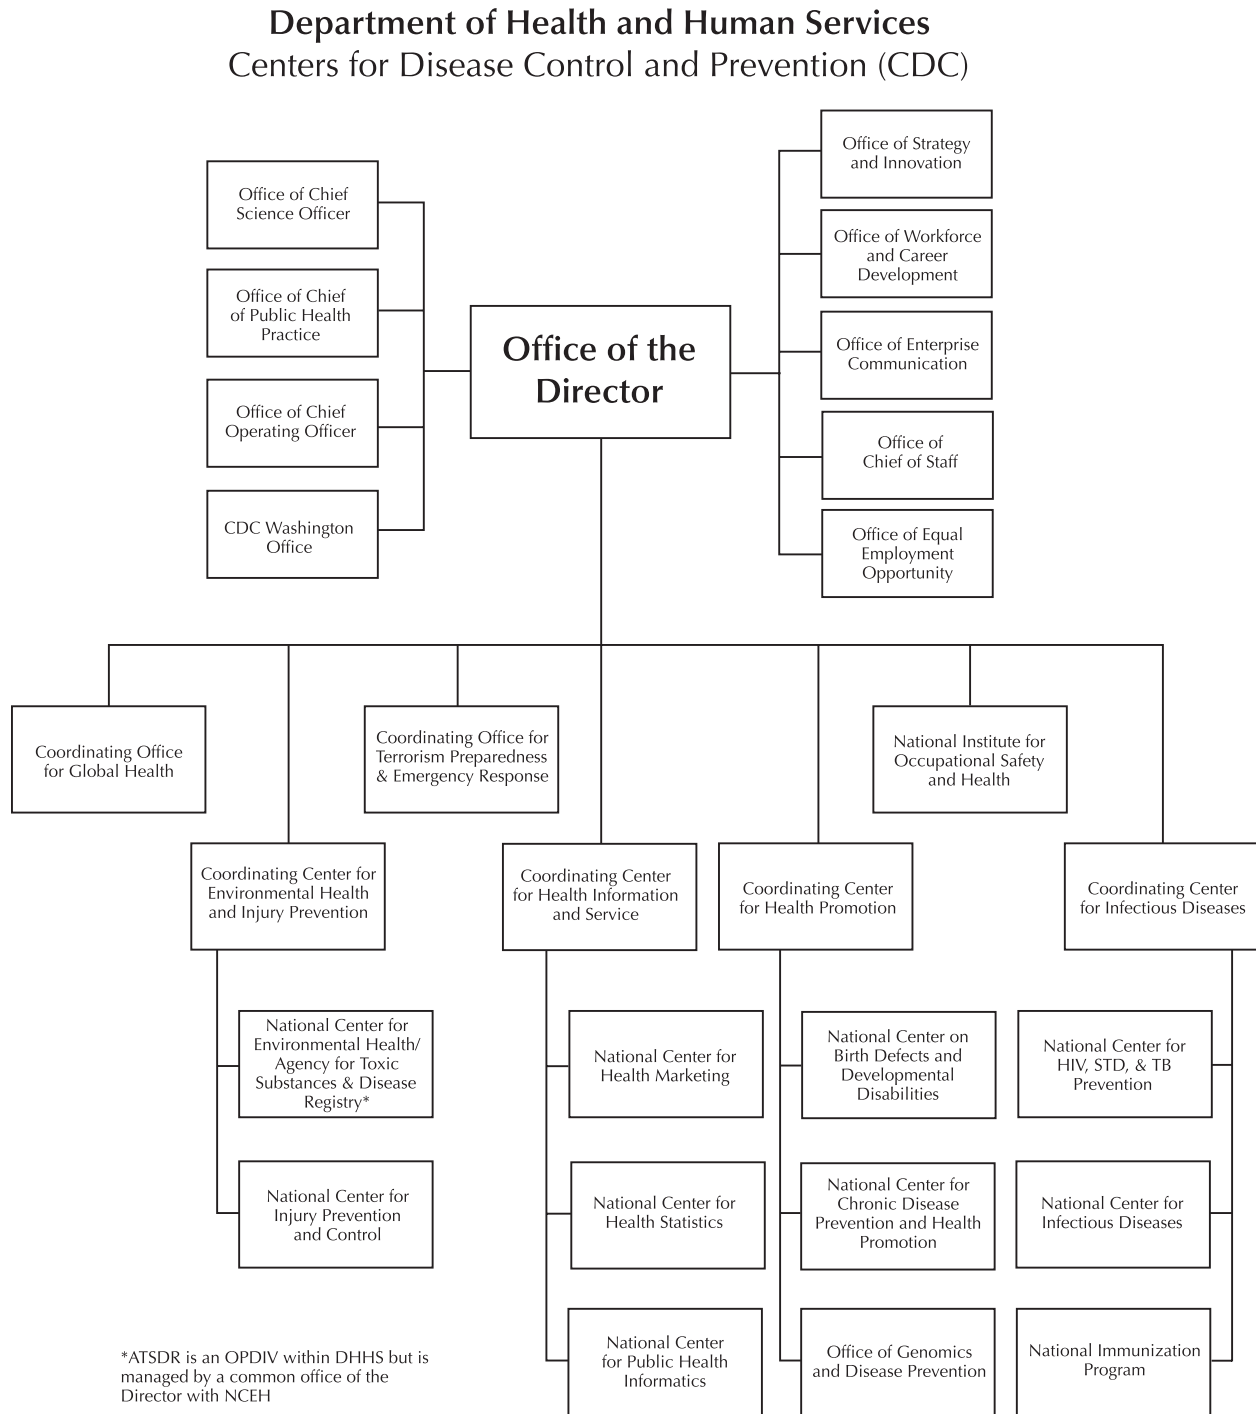 Department of Health and Human Services
Centers for Disease Control and Prevention (CDC)
Office of Chief
Science Officer
Office of Chief
of Public Health
Practice
Office of Chief
Operating Officer
CDC Washington
Office
Office of the
Director
Office of Strategy
and Innovation
Office of Workforce
and Career
Development
Office of Enterprise
Communication
Office of
Chief of Staff
Office of Equal
Employment
Opportunity
Coordinating Office
for Global Health
Coordinating Office for
Terrorism Preparedness
& Emergency Response
National Institute for
Occupational Safety
and Health
Coordinating Center for
Environmental Health
and Injury Prevention
Coordinating Center
for Health Information
and Service
Coordinating Center
for Health Promotion
Coordinating Center
for Infectious Diseases
National Center for
Environmental Health/
Agency for Toxic
Substances & Disease
Registry*
National Center for
Health Marketing
National Center on
Birth Defects and
Developmental
Disabilities
National Center for
HIV, STD, & TB
Prevention
National Center for
Injury Prevention
and Control
National Center for
Health Statistics
National Center for
Chronic Disease
Prevention and Health
Promotion
National Center for
Infectious Diseases
National Center
for Public Health
Informatics
Office of Genomics
and Disease Prevention
National Immunization
Program
*ATSDR is an OPDIV within DHHS but is
managed by a common office of the
Director with NCEH